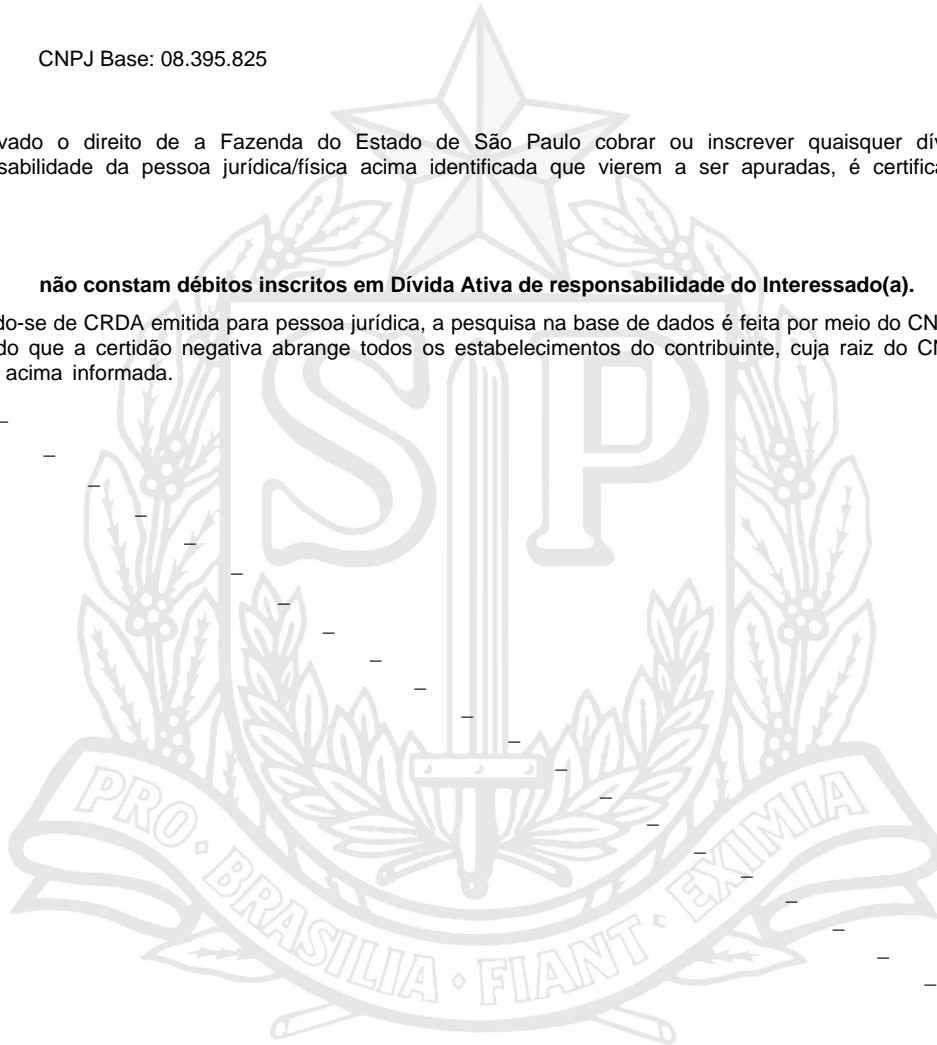 CNPJ Base: 08.395.825
vado o direito de a Fazenda do Estado de São Paulo cobrar ou inscrever quaisquer dív
sabilidade da pessoa jurídica/física acima identificada que vierem a ser apuradas, é certifica
não constam débitos inscritos em Dívida Ativa de responsabilidade do Interessado(a).
do-se de CRDA emitida para pessoa jurídica, a pesquisa na base de dados é feita por meio do CN
do que a certidão negativa abrange todos os estabelecimentos do contribuinte, cuja raiz do CN
acima informada.
SP
PRO · BRASILIA · FIANT · EXIMIA